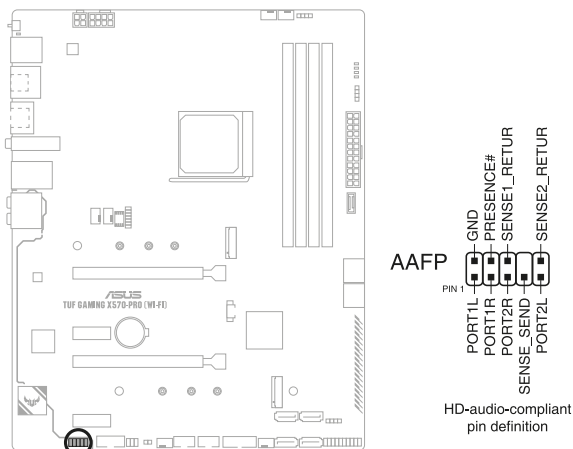 ASUS
TUF GAMING X570-PRO (WI-FI)
AAFP
PIN 1
GND
PRESENCE#
SENSE1_RETUR
SENSE2_RETUR
PORT1L
PORT1R
PORT2R
SENSE_SEND
PORT2L
HD-audio-compliant
pin definition